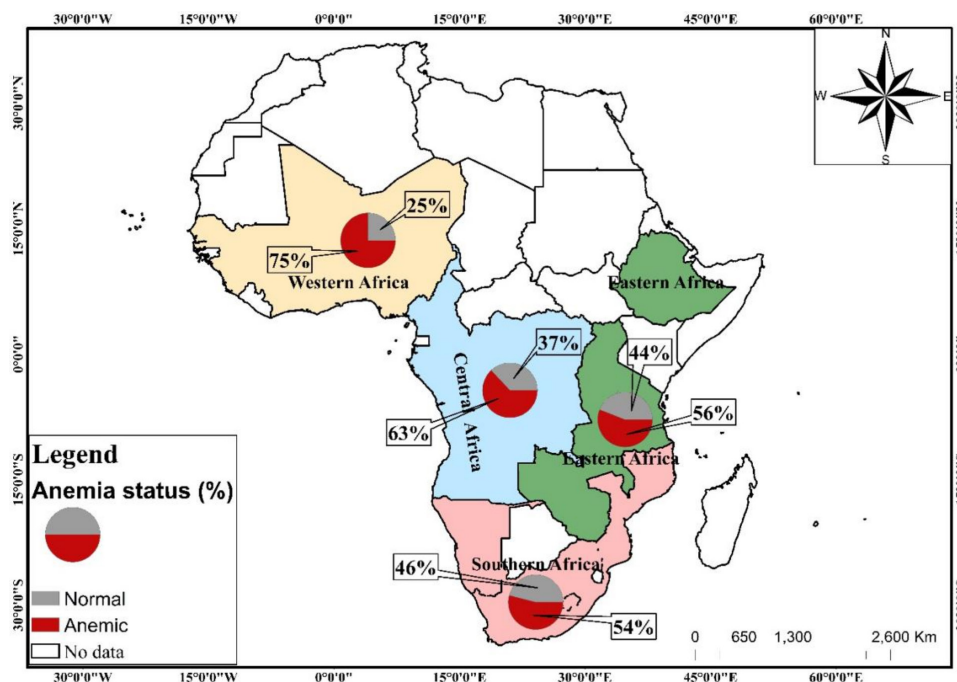 30°0'0"W 15°0'0"W 0°0'0" 15°0'0"E 30°0'0"E 45°0'0"E 60°0'0"E
N
W E
S
30°0'0"N
15°0'0"N
0°0'0"
15°0'0"S
30°0'0"S
25%
75%
Western Africa
Eastern Africa
37%
44%
Central Africa
63%
56%
Eastern Africa
Southern Africa
46%
54%
Legend
Anemia status (%)
Normal
Anemic
No data
0 650 1,300 2,600 Km
30°0'0"W 15°0'0"W 0°0'0" 15°0'0"E 30°0'0"E 45°0'0"E 60°0'0"E